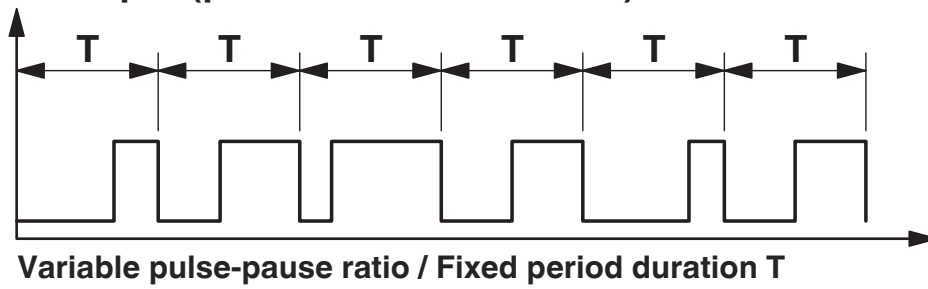 T T T T T T
Variable pulse-pause ratio / Fixed period duration T